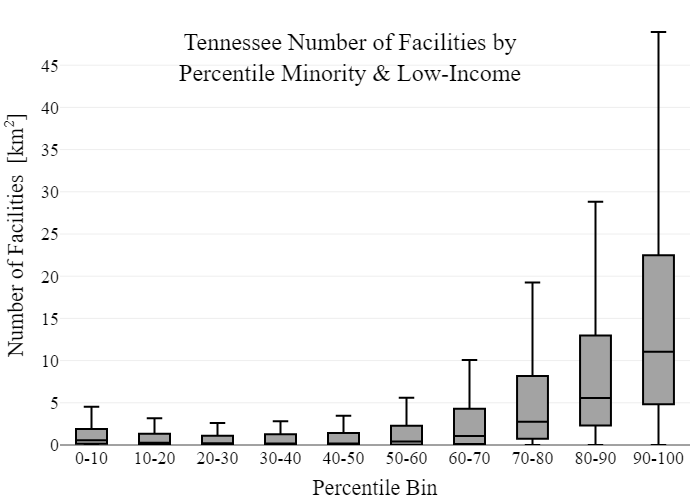 Tennessee Number of Facilities by
Percentile Minority & Low-Income
Number of Facilities [km²]
45
40
35
30
25
20
15
10
5
0
0-10 10-20 20-30 30-40 40-50 50-60 60-70 70-80 80-90 90-100
Percentile Bin